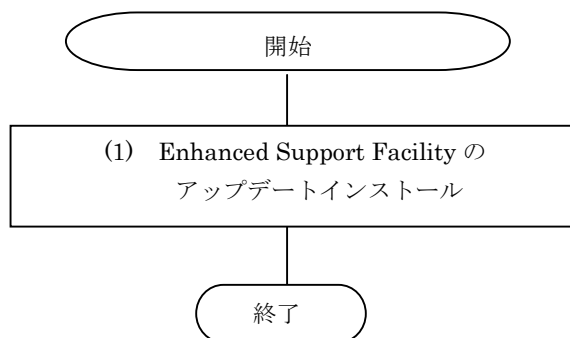 開始
(1) Enhanced Support Facility の
アップデートインストール
終了